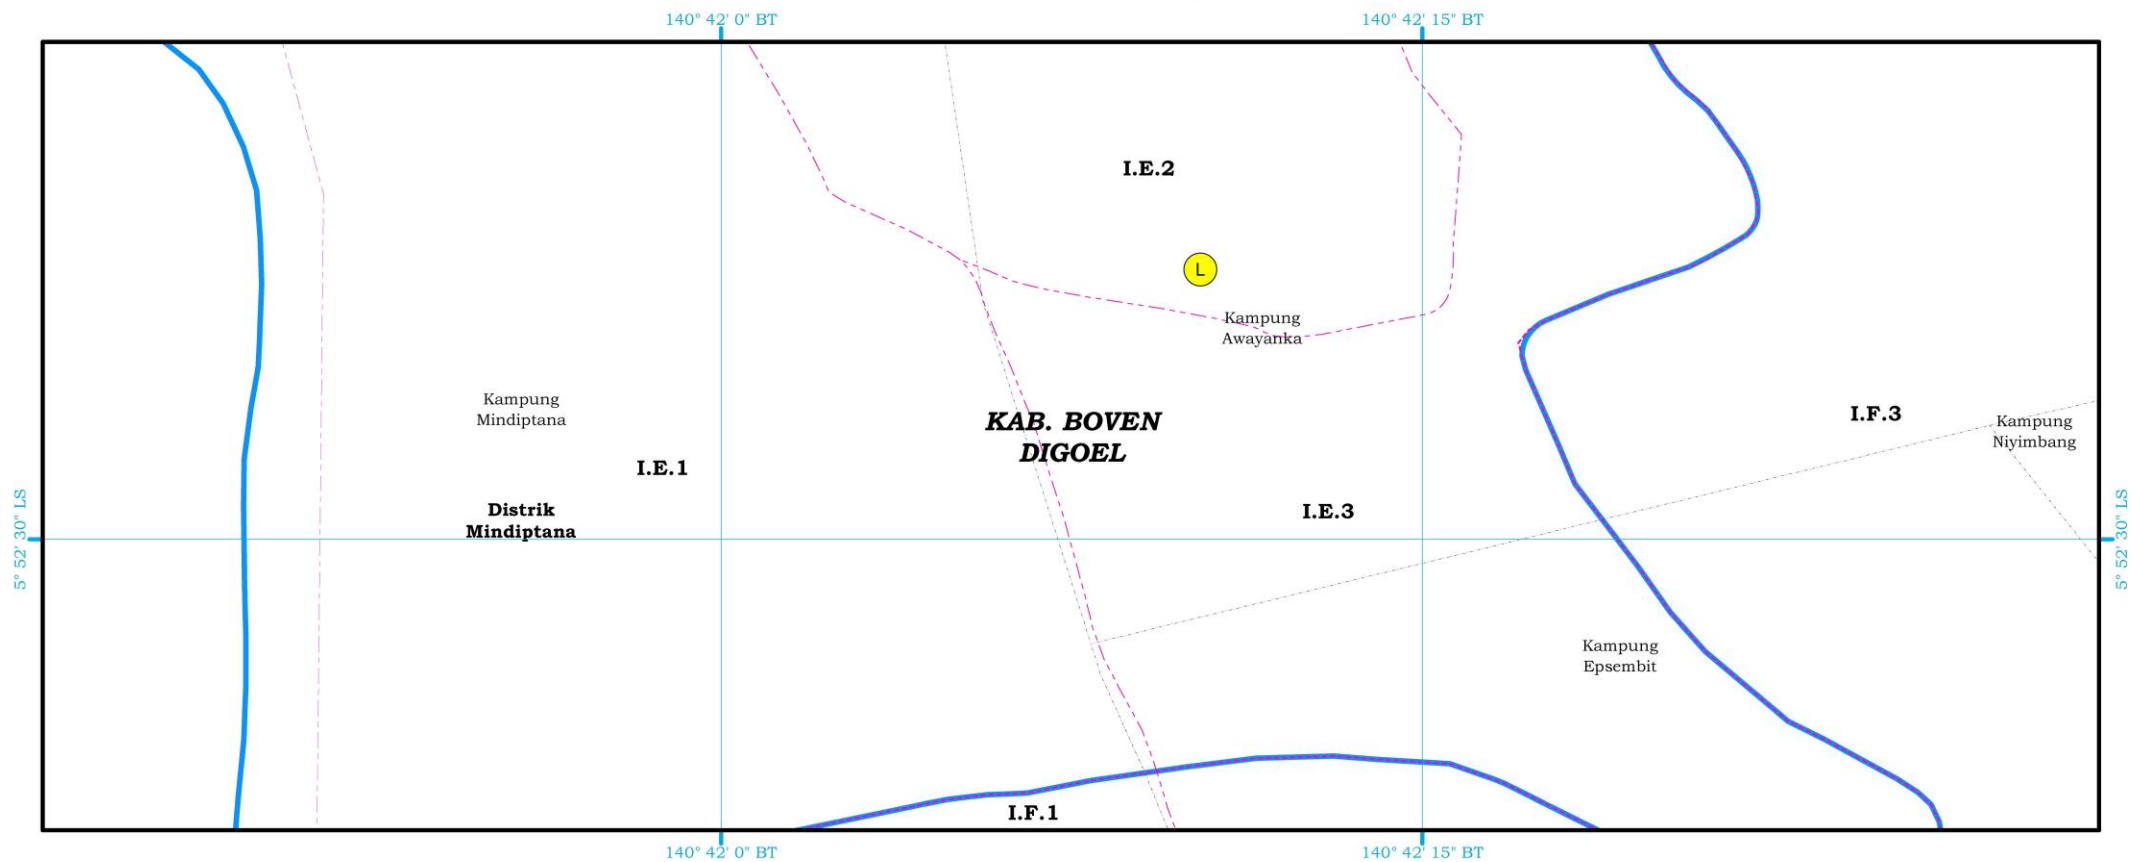 140° 42' 0" BT
140° 42' 15" BT
I.E.2
L
Kampung
Awayanka
Kampung
Mindiptana
KAB. BOVEN
DIGOEL
I.F.3
Kampung
Niyimbang
I.E.1
Distrik
Mindiptana
I.E.3
5° 52' 30" LS
5° 52' 30" LS
Kampung
Epsembit
I.F.1
140° 42' 0" BT
140° 42' 15" BT